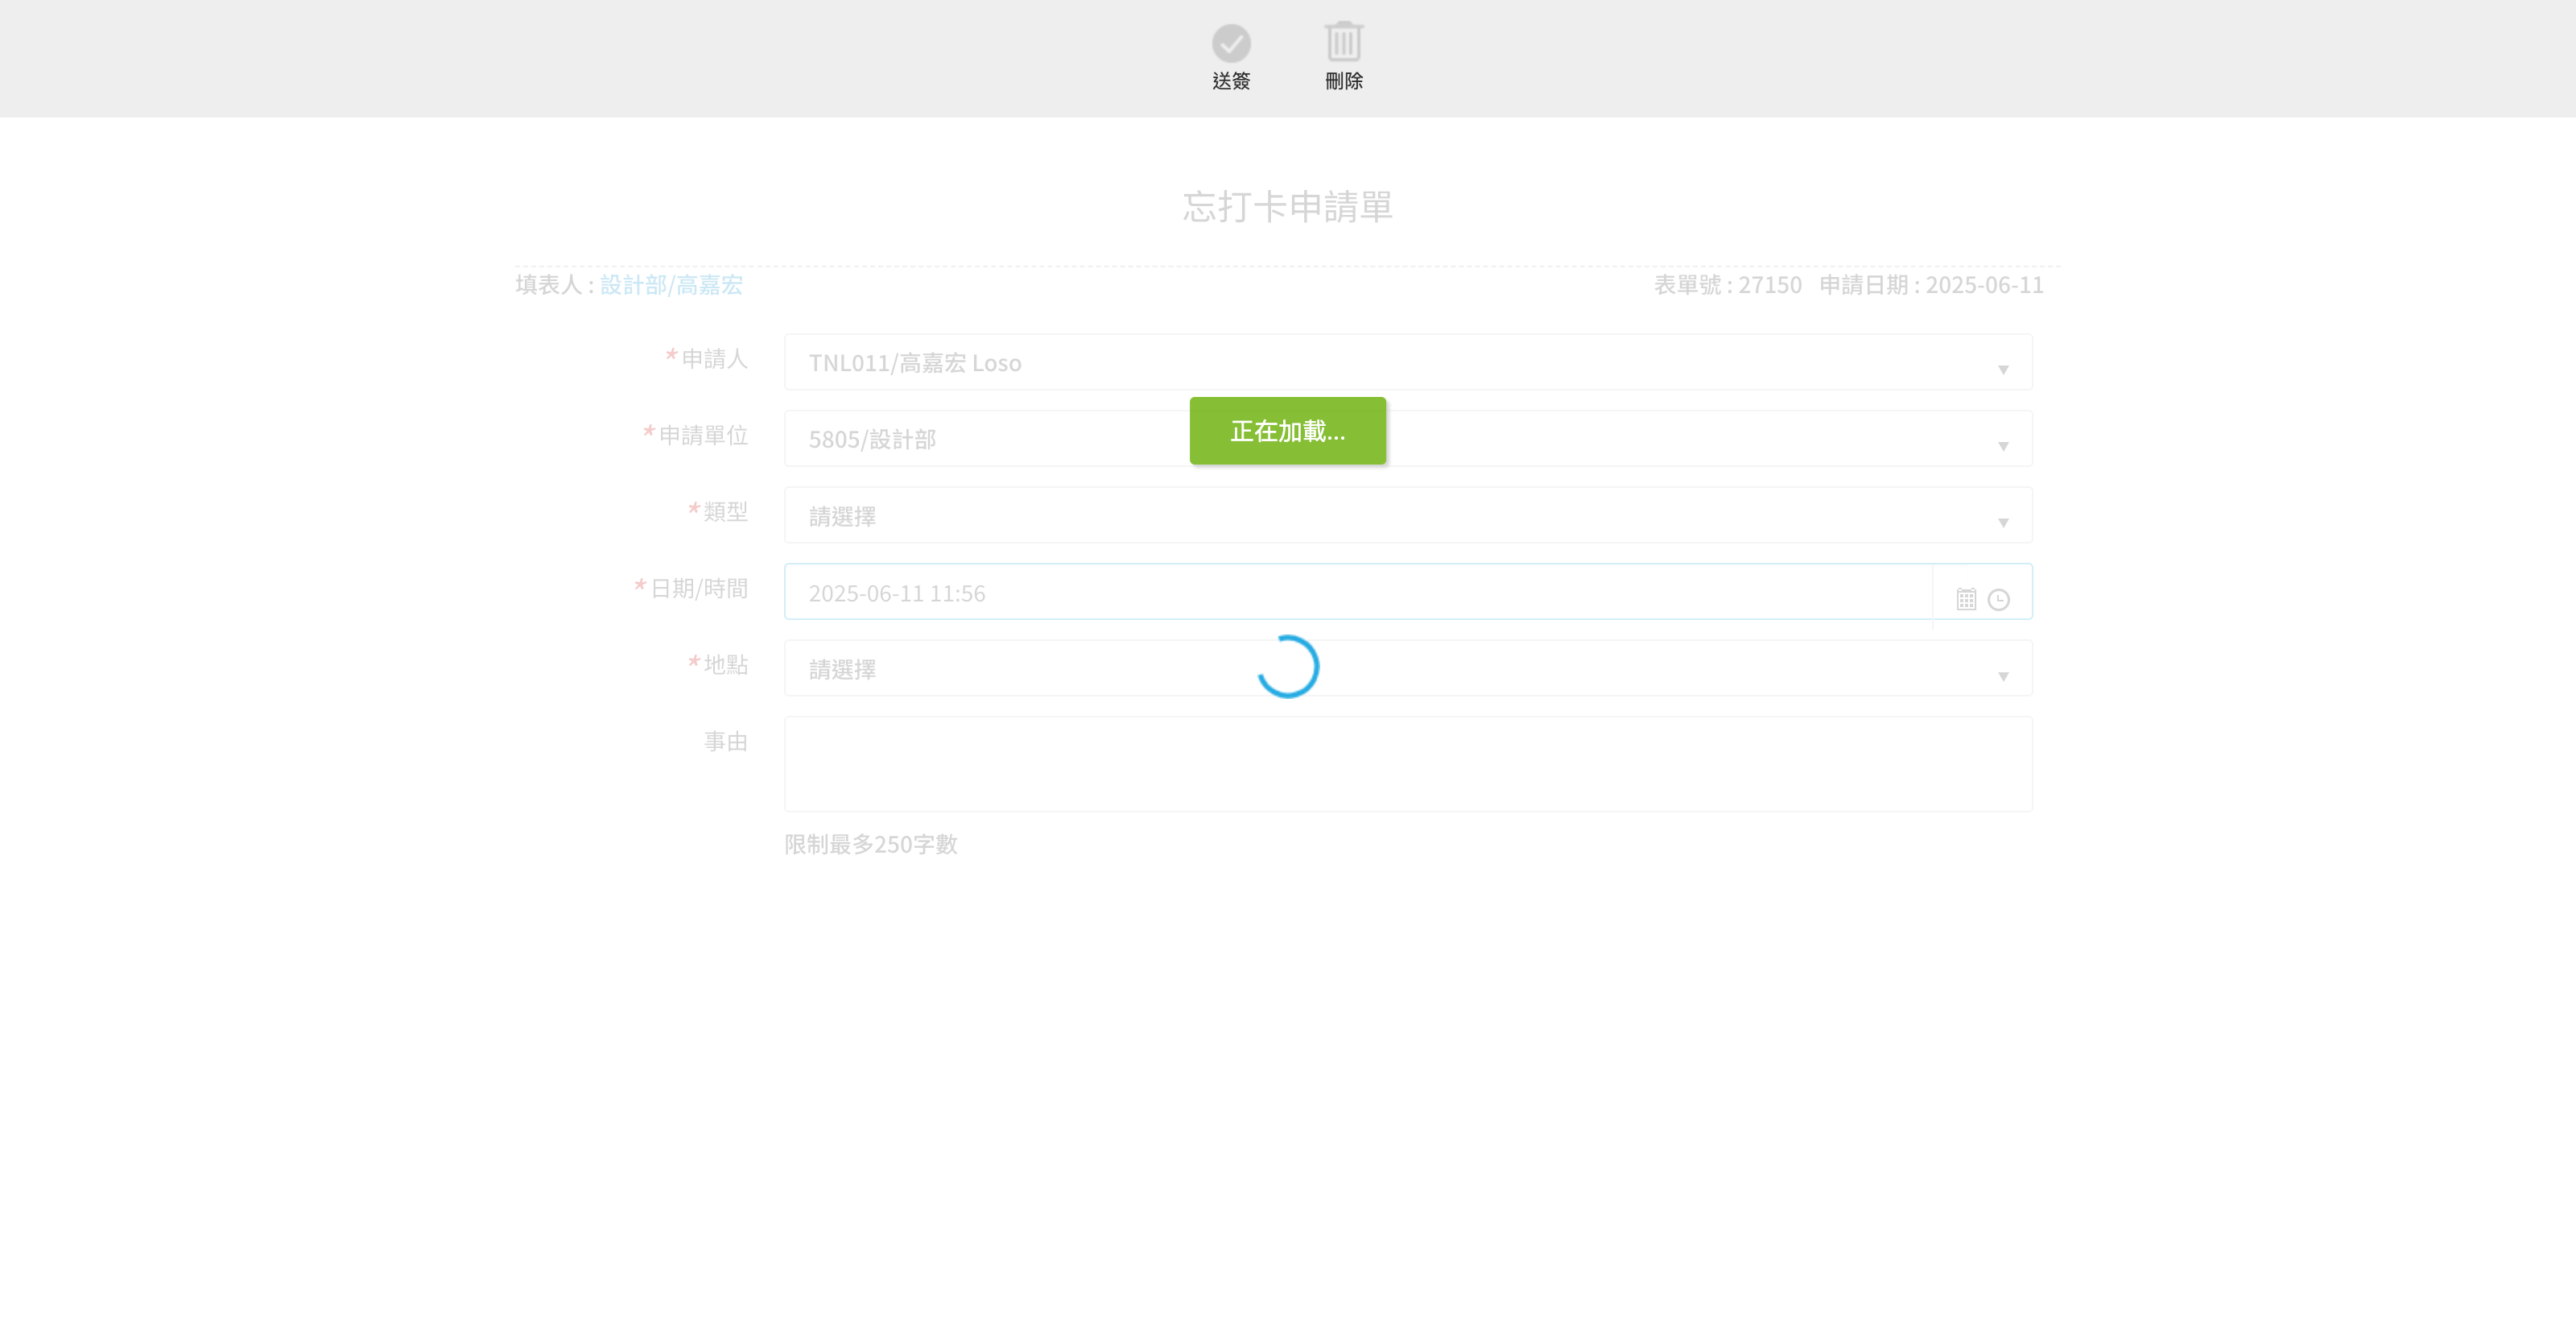 送簽 刪除
忘打卡申請單
填表人 : 設計部/高嘉宏 表單號 : 27150 申請日期 : 2025-06-11
*申請人 TNL011/高嘉宏 Loso
*申請單位 5805/設計部
正在加載...
*類型 請選擇
*日期/時間 2025-06-11 11:56
*地點 請選擇
事由
限制最多250字數